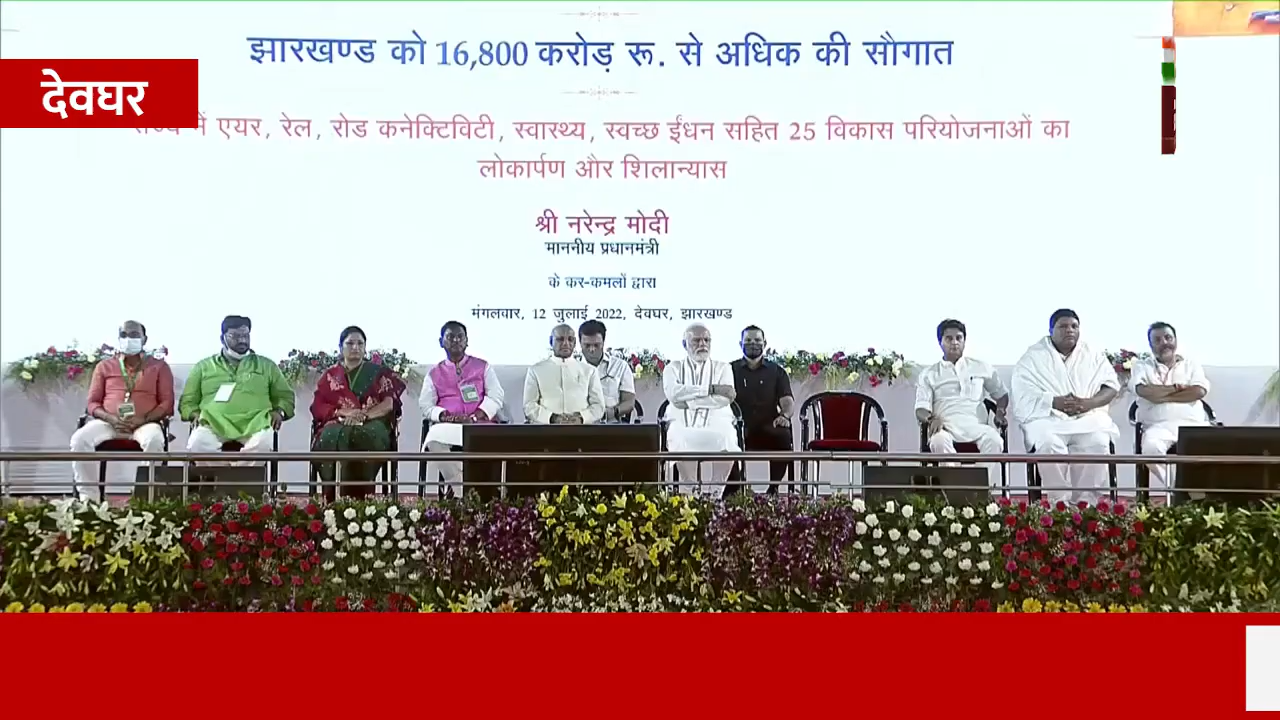 झारखण्ड को 16,800 करोड़ रू. से अधिक की सौगात
देवघर
में एयर, रेल, रोड कनेक्टिविटी, स्वास्थ्य, स्वच्छ ईंधन सहित 25 विकास परियोजनाओं का
लोकार्पण और शिलान्यास
श्री नरेन्द्र मोदी
माननीय प्रधानमंत्री
के कर-कमलों द्वारा
मंगलवार, 12 जुलाई 2022, देवघर, झारखण्ड